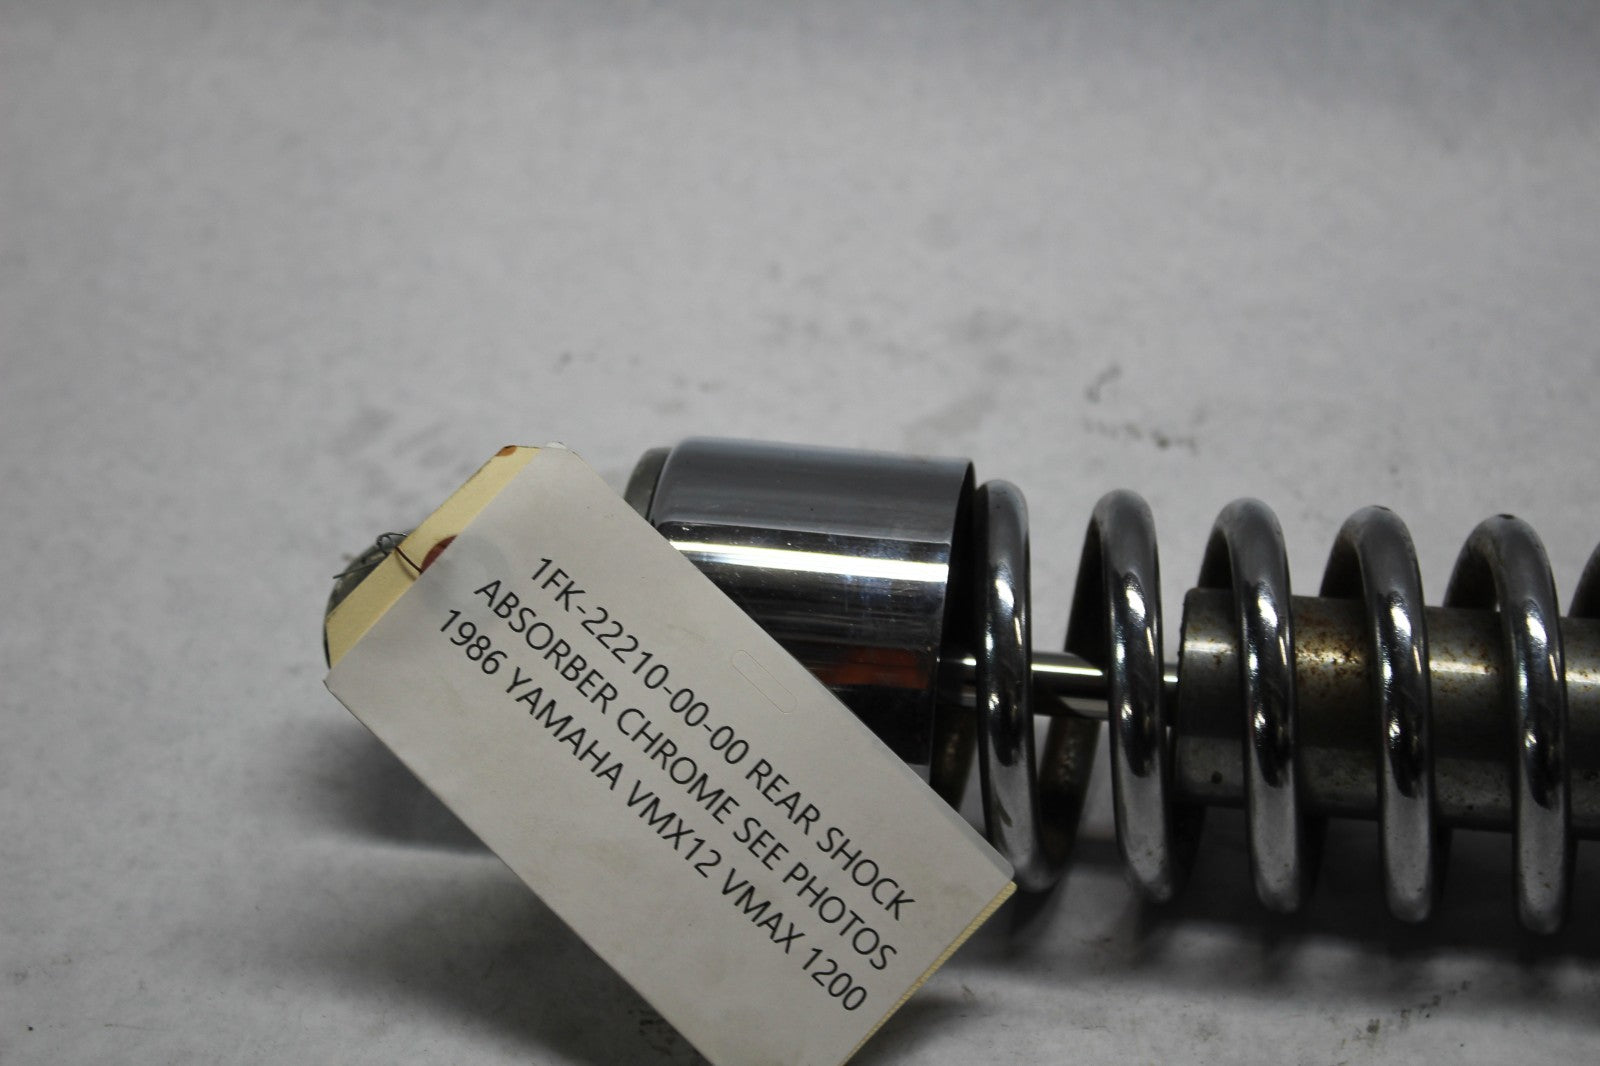 1FK-22210-00-00 REAR SHOCK
ABSORBER CHROME SEE PHOTOS
1986 YAMAHA VMX12 VMAX 1200